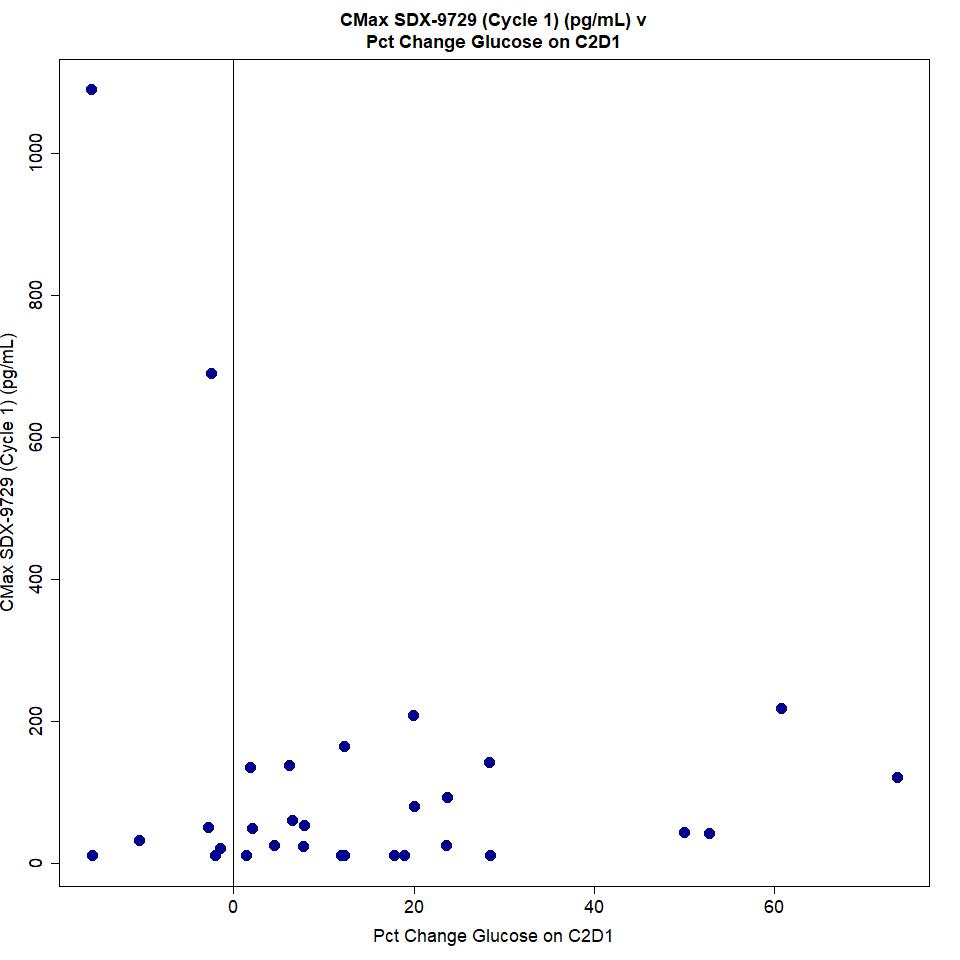 CMax SDX-9729 (Cycle 1) (pg/mL) v
Pct Change Glucose on C2D1
CMax SDX-9729 (Cycle 1) (pg/mL)
1000
800
600
400
200
0
0 20 40 60
Pct Change Glucose on C2D1